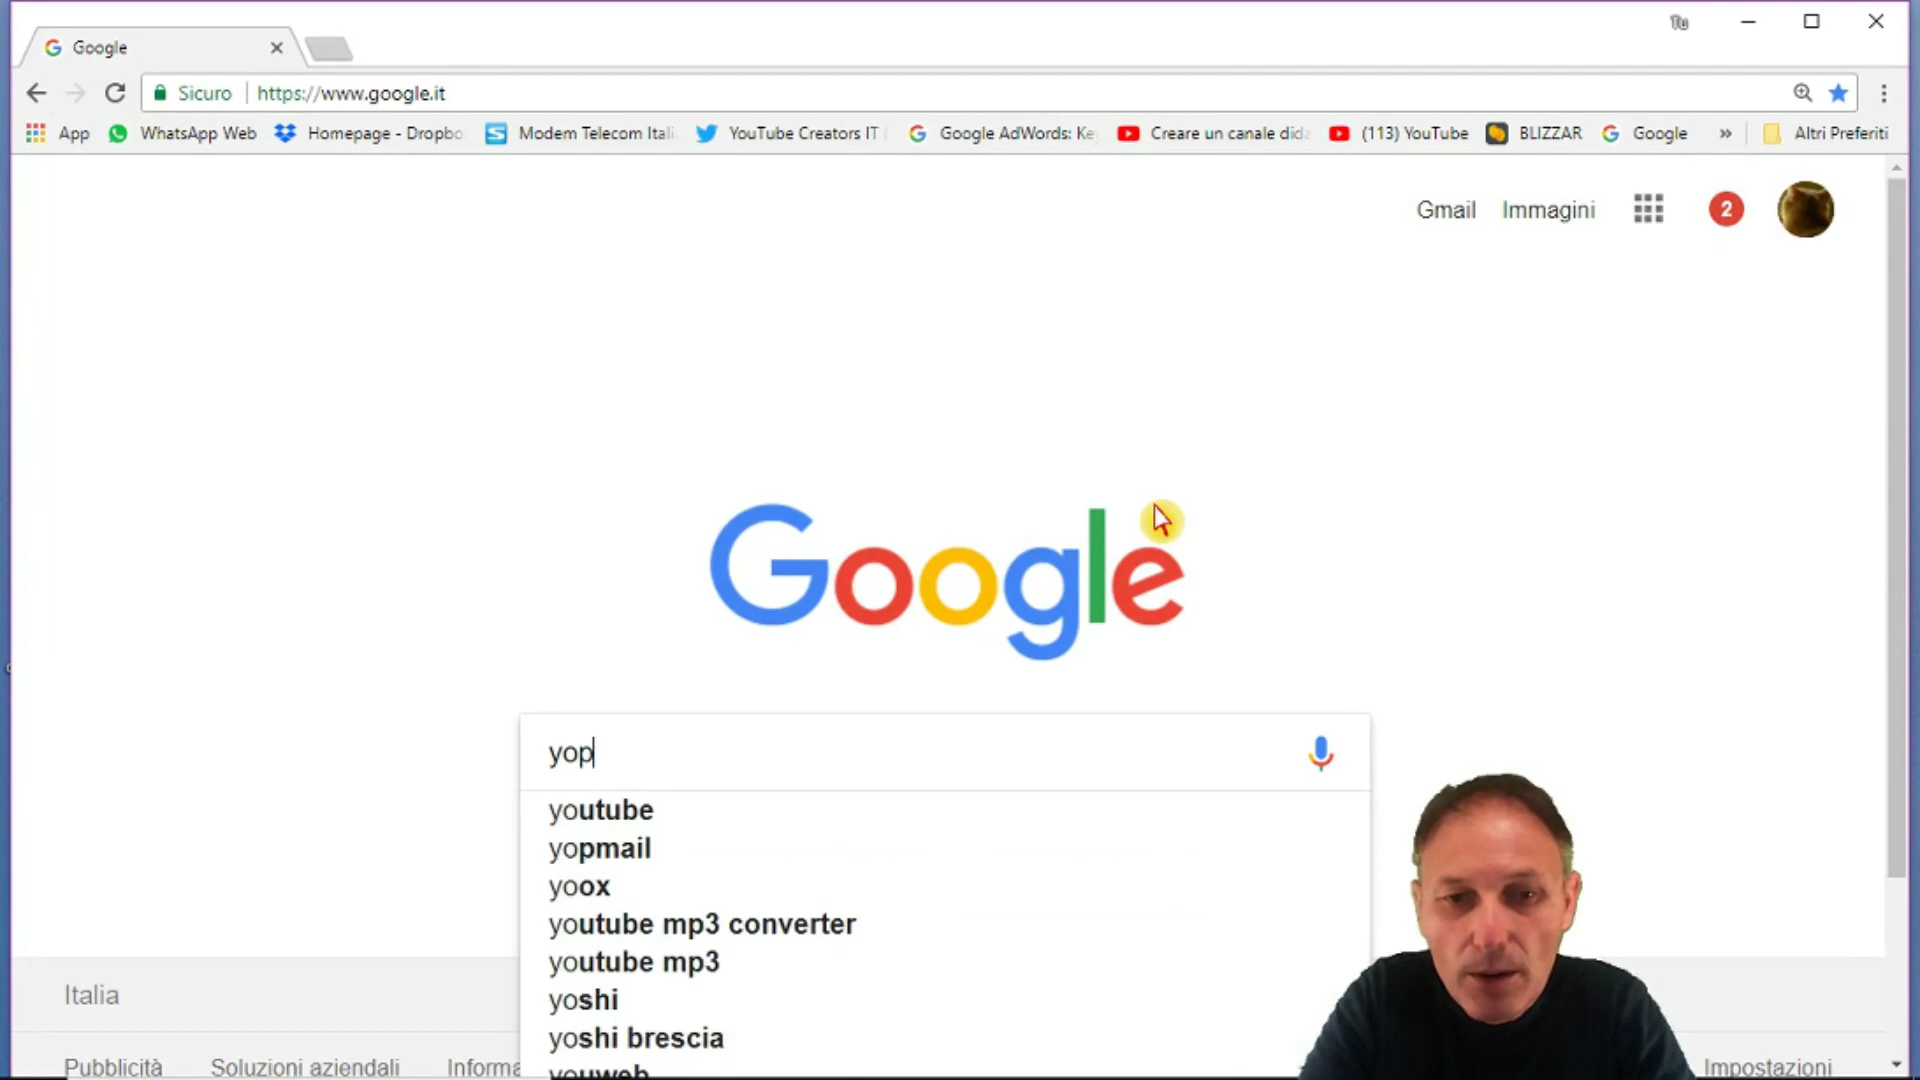 Google
Sicuro https://www.google.it
App WhatsApp Web Homepage - Dropbo Modem Telecom Itali YouTube Creators IT Google AdWords: Ke Creare un canale dida (113) YouTube BLIZZAR Google » Altri Preferiti
Gmail Immagini 2
Google
yop
youtube
yopmail
yoox
youtube mp3 converter
youtube mp3
yoshi
yoshi brescia
youweb
Italia
Pubblicità Soluzioni aziendali Informa Impostazioni